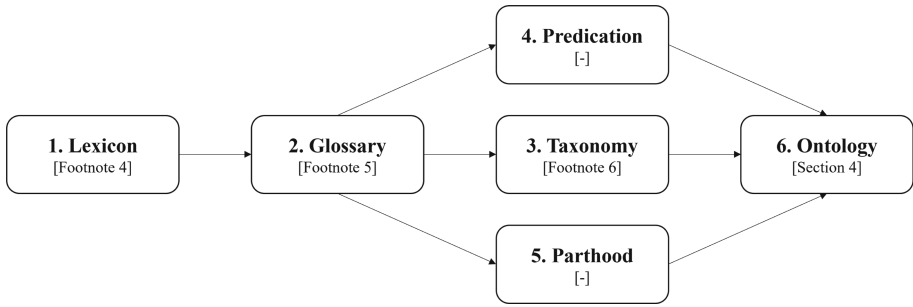 1. Lexicon
[Footnote 4]
2. Glossary
[Footnote 5]
4. Predication
[-]
3. Taxonomy
[Footnote 6]
5. Parthood
[-]
6. Ontology
[Section 4]